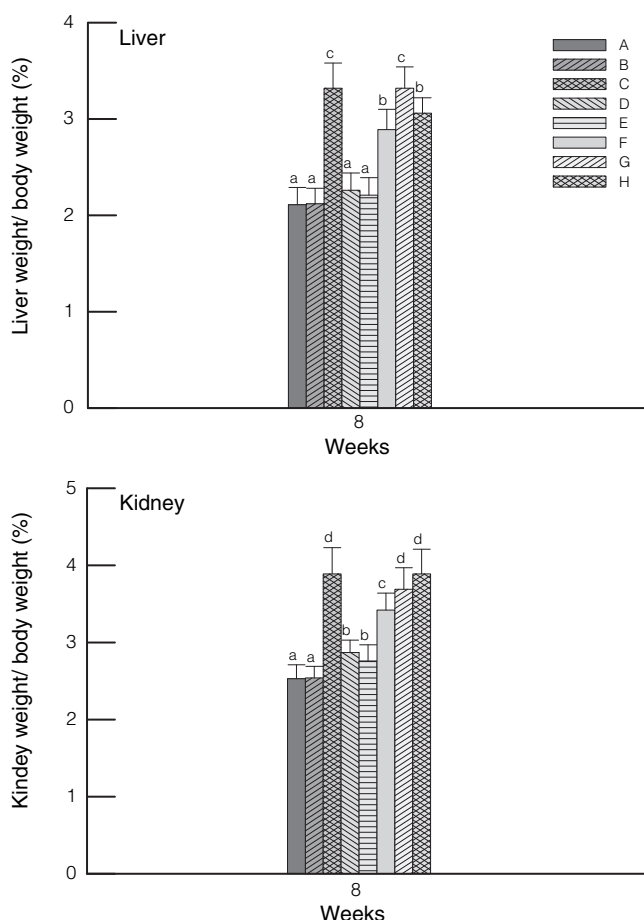 4
Liver
A
B
C
D
E
F
G
H
3
2
1
0
Liver weight/ body weight (%)
a
a
c
a
a
b
c
b
8
Weeks
5
Kidney
4
3
2
1
0
Kindey weight/ body weight (%)
a
a
d
b
b
c
d
d
8
Weeks